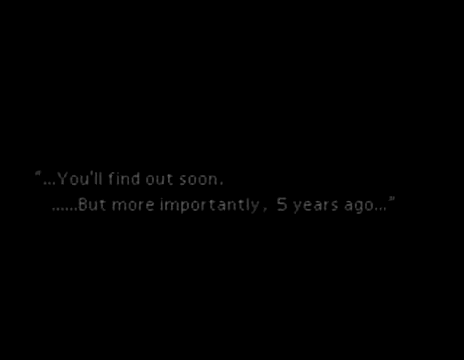 “...You'll find out soon.
......But more importantly, 5 years ago...”